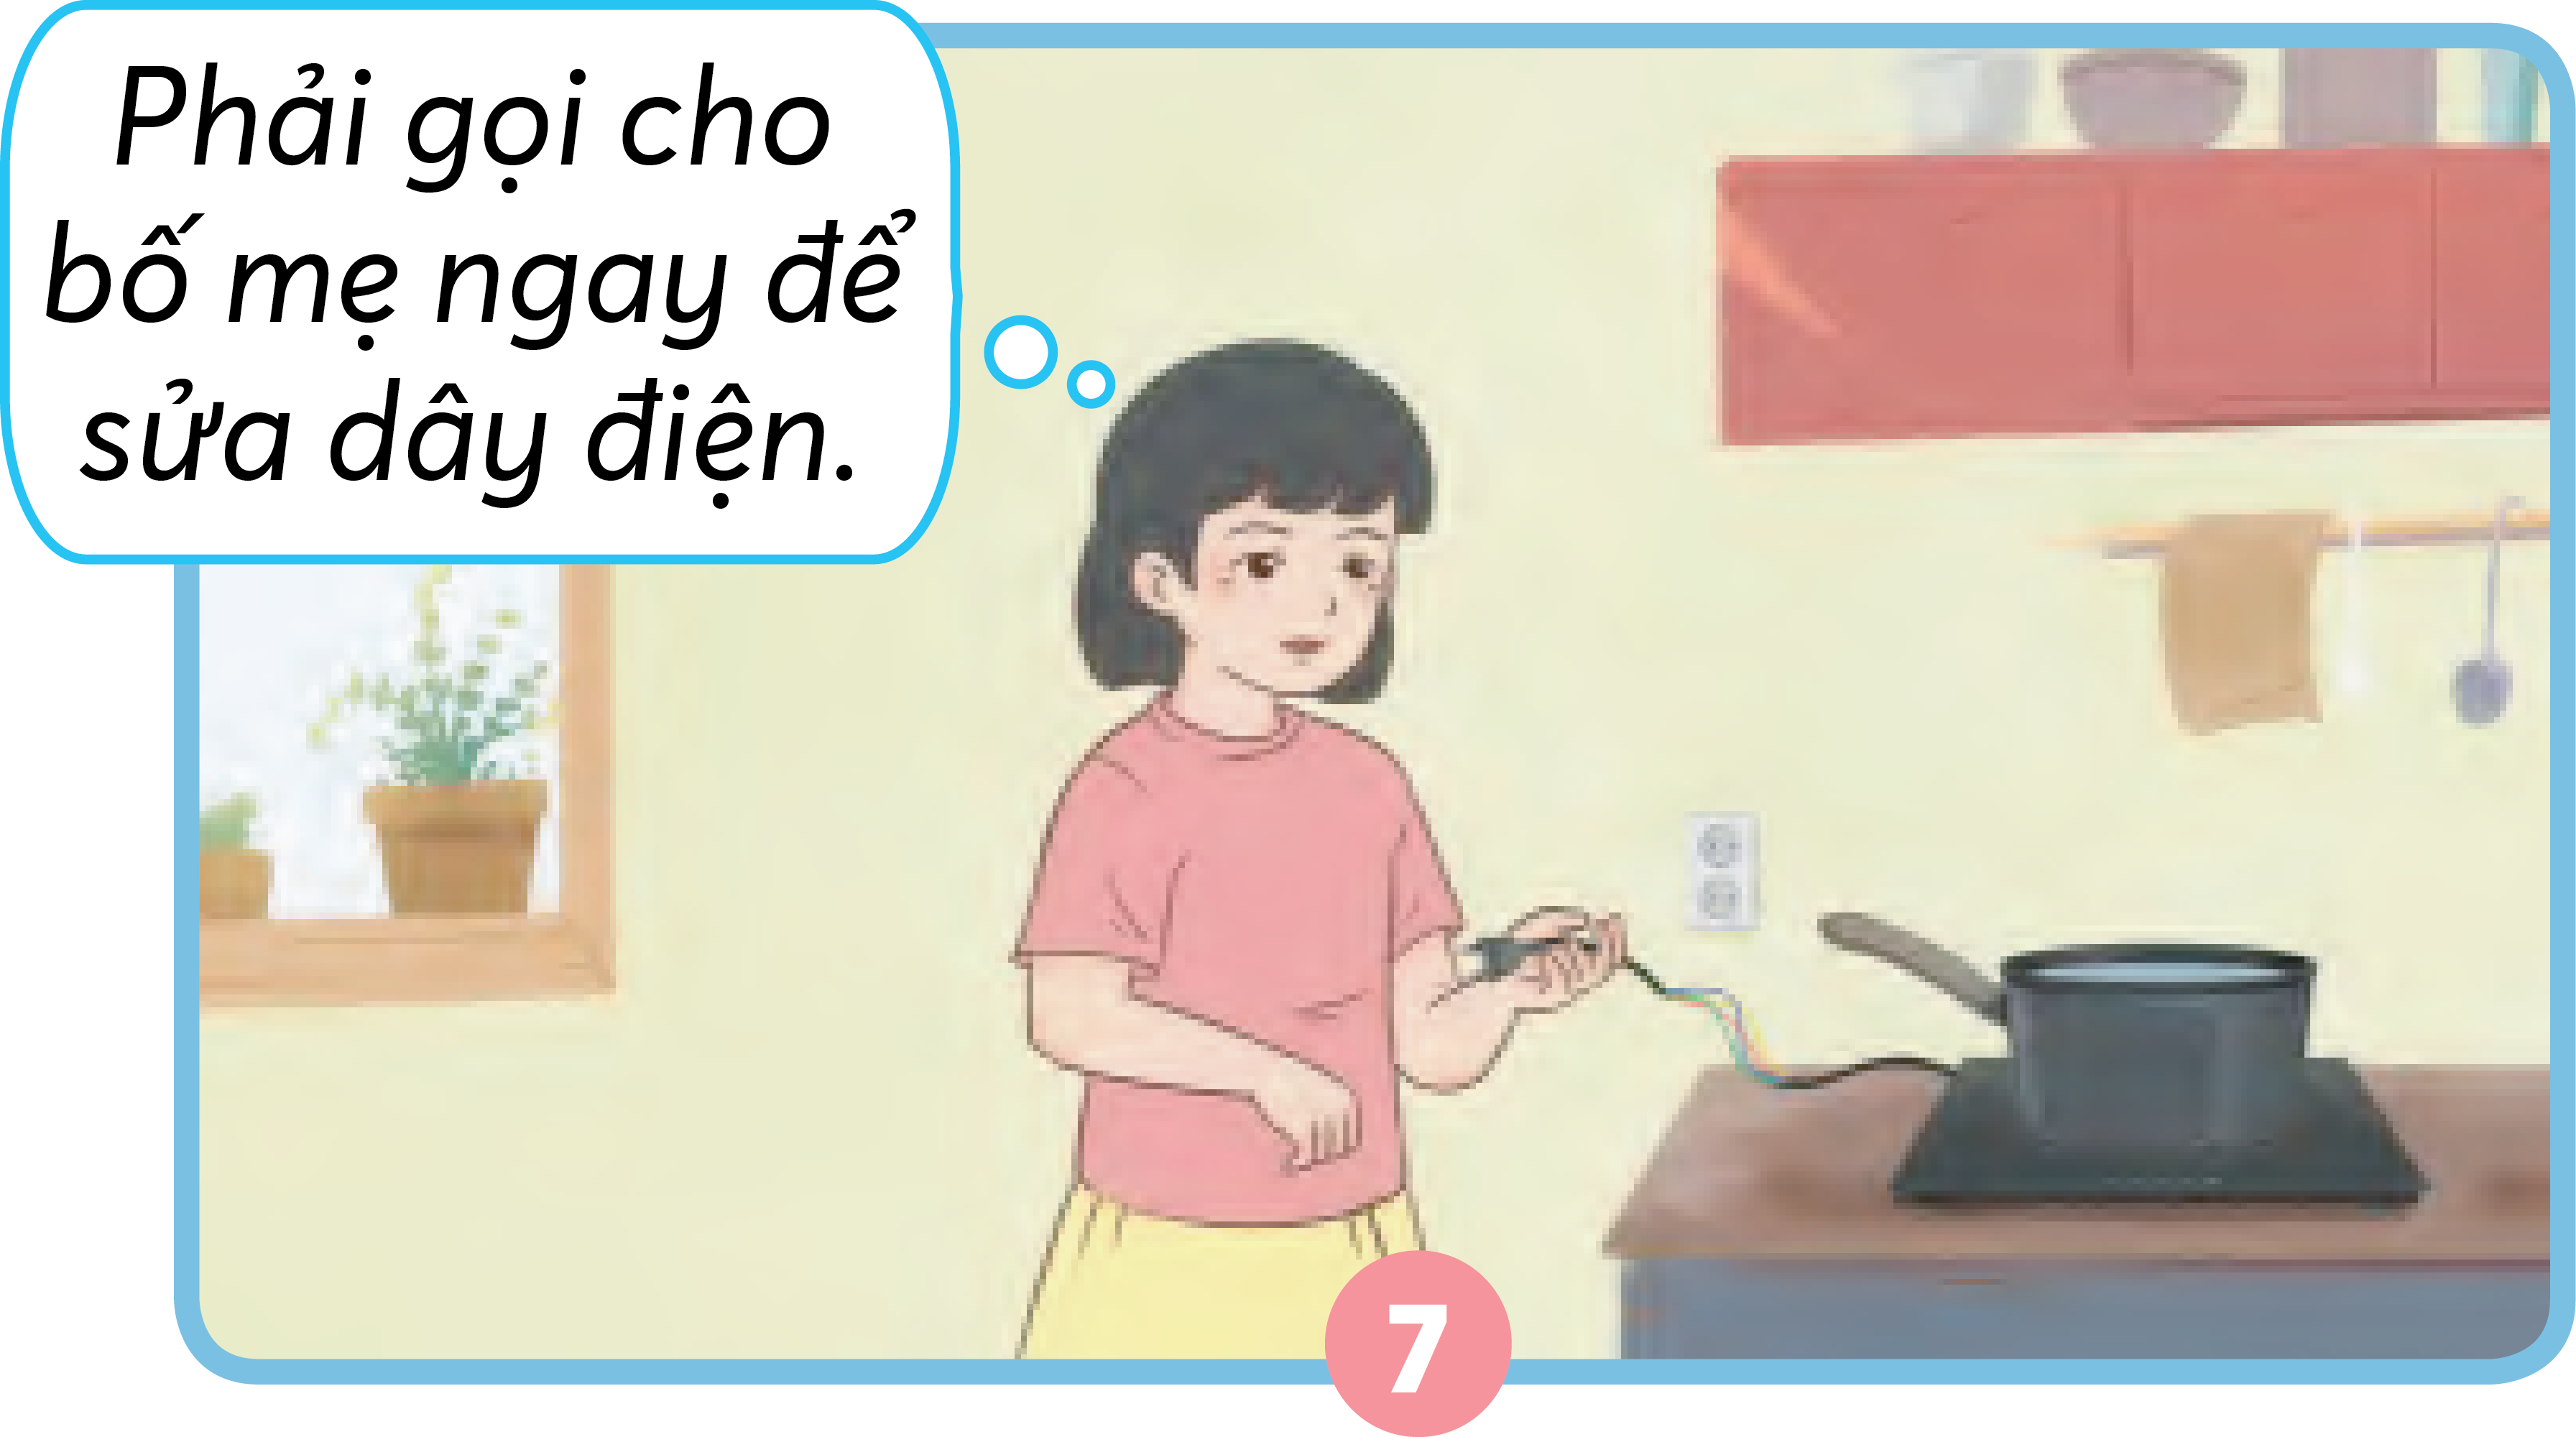 Phải gọi cho
bố mẹ ngay để
sửa dây điện.
7